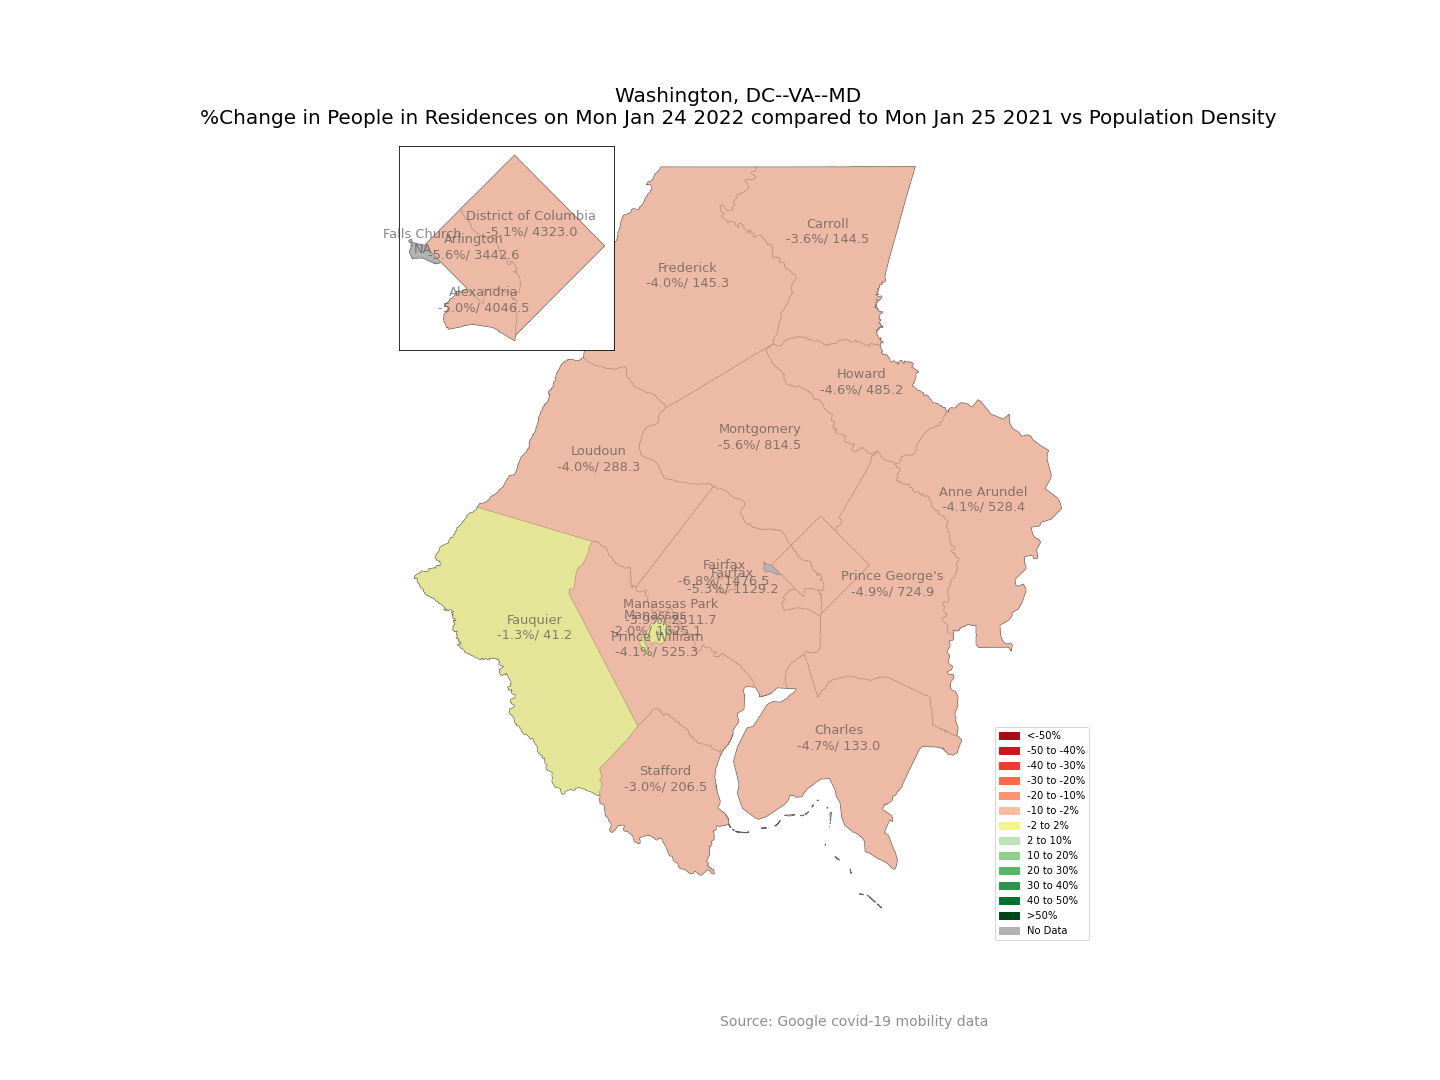 Washington, DC--VA--MD
%Change in People in Residences on Mon Jan 24 2022 compared to Mon Jan 25 2021 vs Population Density
District of Columbia
-5.1%/ 4323.0
Falls Church
NA
Arlington
-5.6%/ 3442.6
Alexandria
-5.0%/ 4046.5
Carroll
-3.6%/ 144.5
Frederick
-4.0%/ 145.3
Howard
-4.6%/ 485.2
Montgomery
-5.6%/ 814.5
Loudoun
-4.0%/ 288.3
Anne Arundel
-4.1%/ 528.4
Fairfax
-6.8%/ 1476.5
Fairfax
-5.3%/ 1129.2
Prince George's
-4.9%/ 724.9
Manassas Park
-3.9%/ 2511.7
Manassas
-2.0%/ 1625.1
Prince William
-4.1%/ 525.3
Fauquier
-1.3%/ 41.2
Charles
-4.7%/ 133.0
Stafford
-3.0%/ 206.5
<-50%
-50 to -40%
-40 to -30%
-30 to -20%
-20 to -10%
-10 to -2%
-2 to 2%
2 to 10%
10 to 20%
20 to 30%
30 to 40%
40 to 50%
>50%
No Data
Source: Google covid-19 mobility data